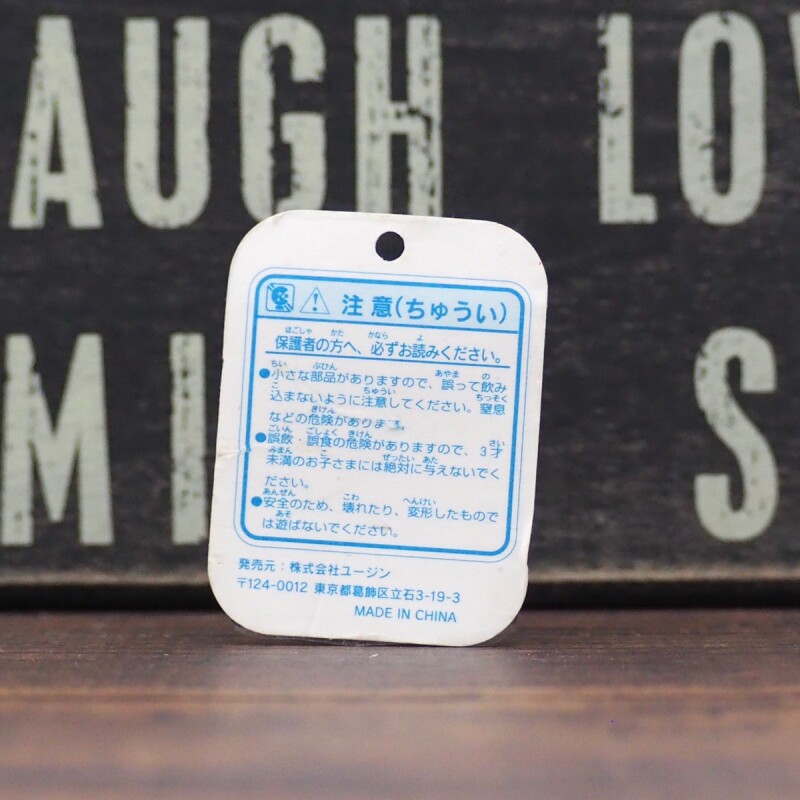 AUGH LOV
MI S
注意(ちゅうい)
保護者の方へ、必ずお読みください。
●小さな部品がありますので、誤って飲み
込まないように注意してください。窒息
などの危険があります。
●誤飲・誤食の危険がありますので、3才
未満のお子さまには絶対に与えないでく
ださい。
●安全のため、壊れたり、変形したもので
は遊ばないでください。
発売元:株式会社ユージン
〒124-0012 東京都葛飾区立石3-19-3
MADE IN CHINA